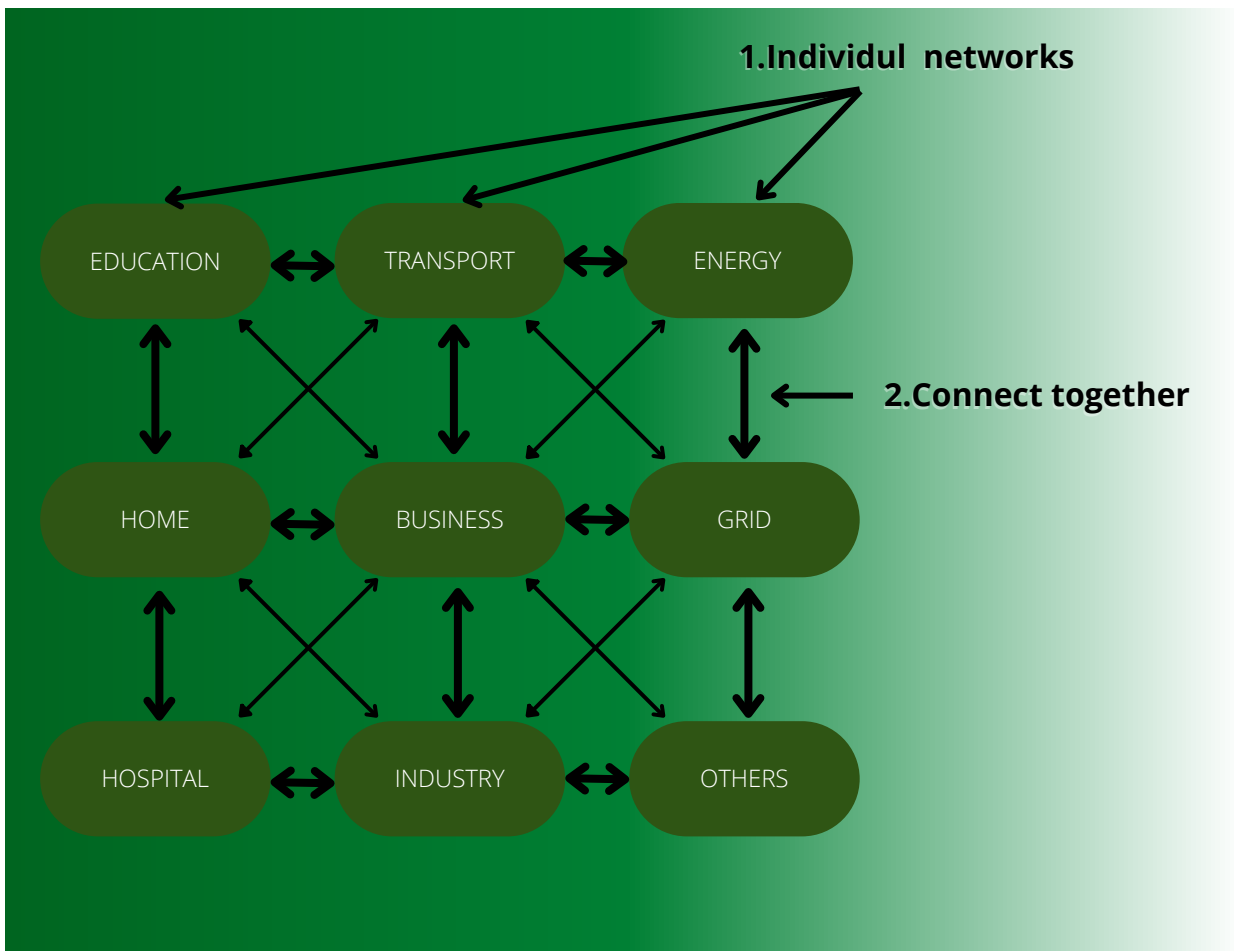 1.Individul networks
EDUCATION
TRANSPORT
ENERGY
2.Connect together
HOME
BUSINESS
GRID
HOSPITAL
INDUSTRY
OTHERS